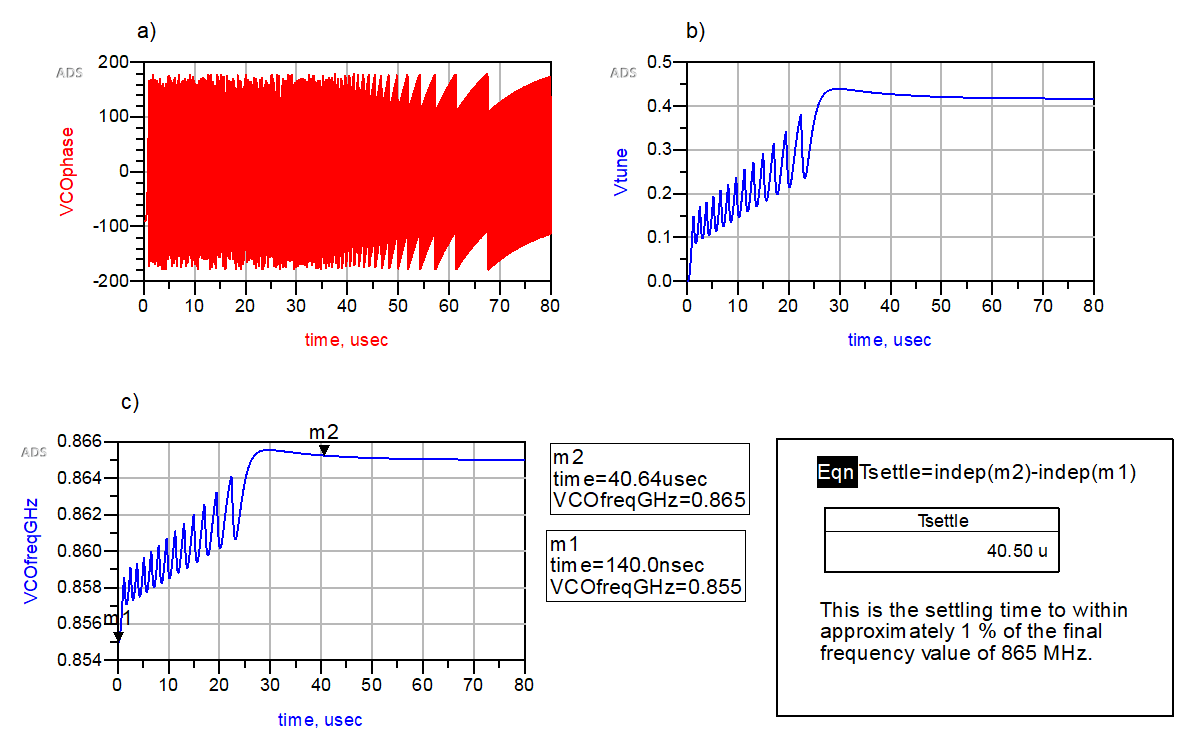 a)
ADS
200
100
0
-100
-200
VCOphase
0 10 20 30 40 50 60 70 80
time, usec
b)
ADS
0.5
0.4
0.3
0.2
0.1
0.0
Vtune
0 10 20 30 40 50 60 70 80
time, usec
c)
ADS
0.866
0.864
0.862
0.860
0.858
0.856
0.854
VCOfreqGHz
m2
m1
0 10 20 30 40 50 60 70 80
time, usec
m2
time=40.64usec
VCOfreqGHz=0.865
m1
time=140.0nsec
VCOfreqGHz=0.855
Eqn Tsettle=indep(m2)-indep(m1)
Tsettle
40.50 u
This is the settling time to within
approximately 1 % of the final
frequency value of 865 MHz.